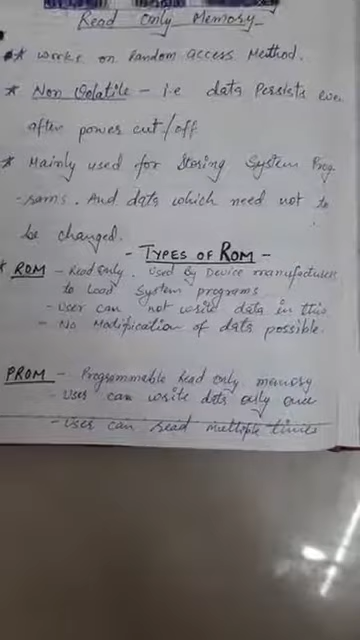 Read Only Memory
* Works on Random access Method.
* Non Volatile - i.e data Persists even
after power cut/off
* Mainly used for Storing System Prog
-rams. And data which need not to
be changed.
- TYPES OF ROM -
* ROM - Read only. Used By Device manufacturer
to Load System programs.
- User can not write data in this
- No Modification of data possible.
PROM - Programmable Read only memory
- User can write data only once
- User can read multiple times